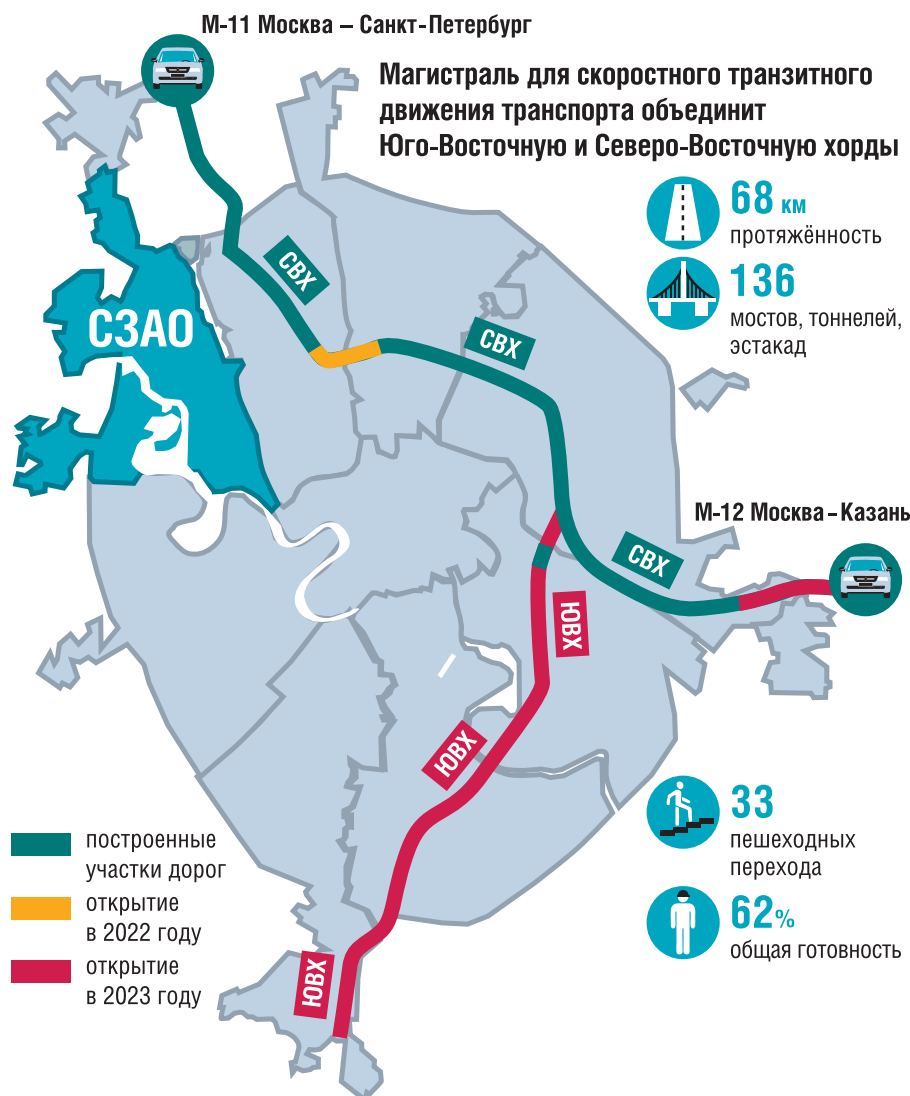 М-11 Москва – Санкт-Петербург
Магистраль для скоростного транзитного
движения транспорта объединит
Юго-Восточную и Северо-Восточную хорды
68 км
протяжённость
136
мостов, тоннелей,
эстакад
СВХ
СЗАО
СВХ
М-12 Москва – Казань
СВХ
ЮВХ
ЮВХ
33
пешеходных
перехода
62%
общая готовность
построенные
участки дорог
открытие
в 2022 году
открытие
в 2023 году
ЮВХ